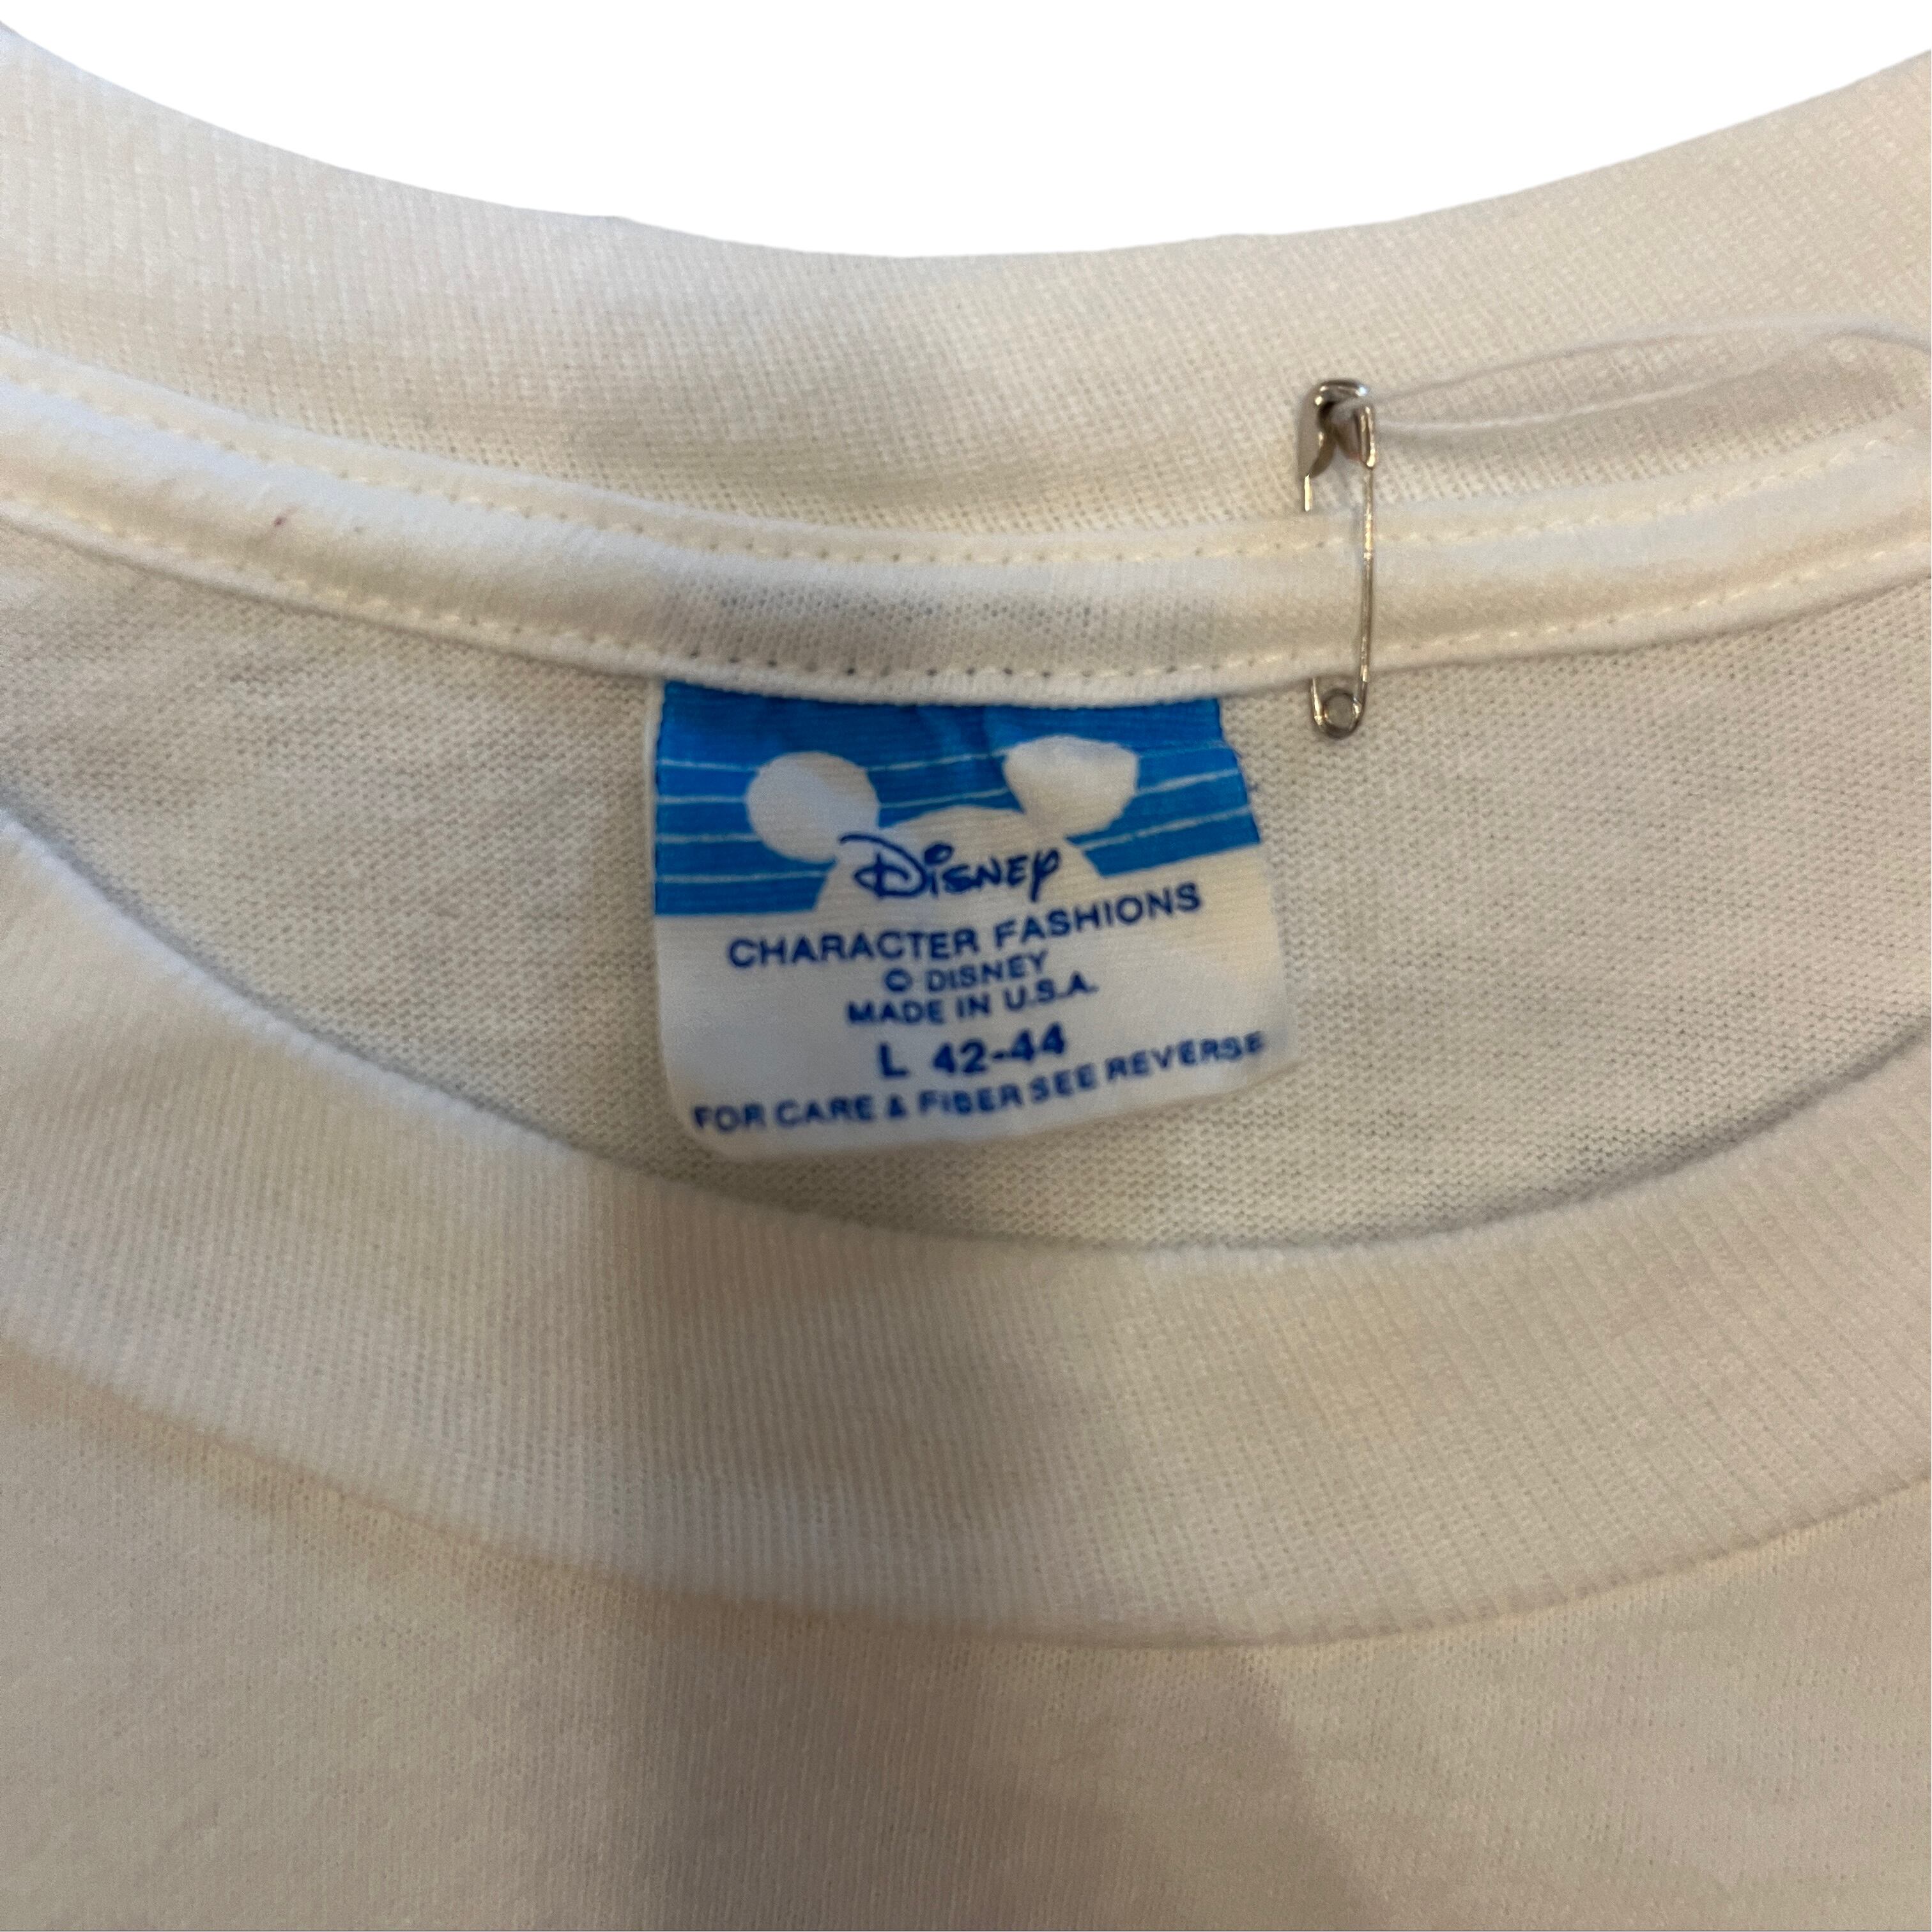 Disney
CHARACTER FASHIONS
© DISNEY
MADE IN U.S.A.
L 42-44
FOR CARE & FIBER SEE REVERSE